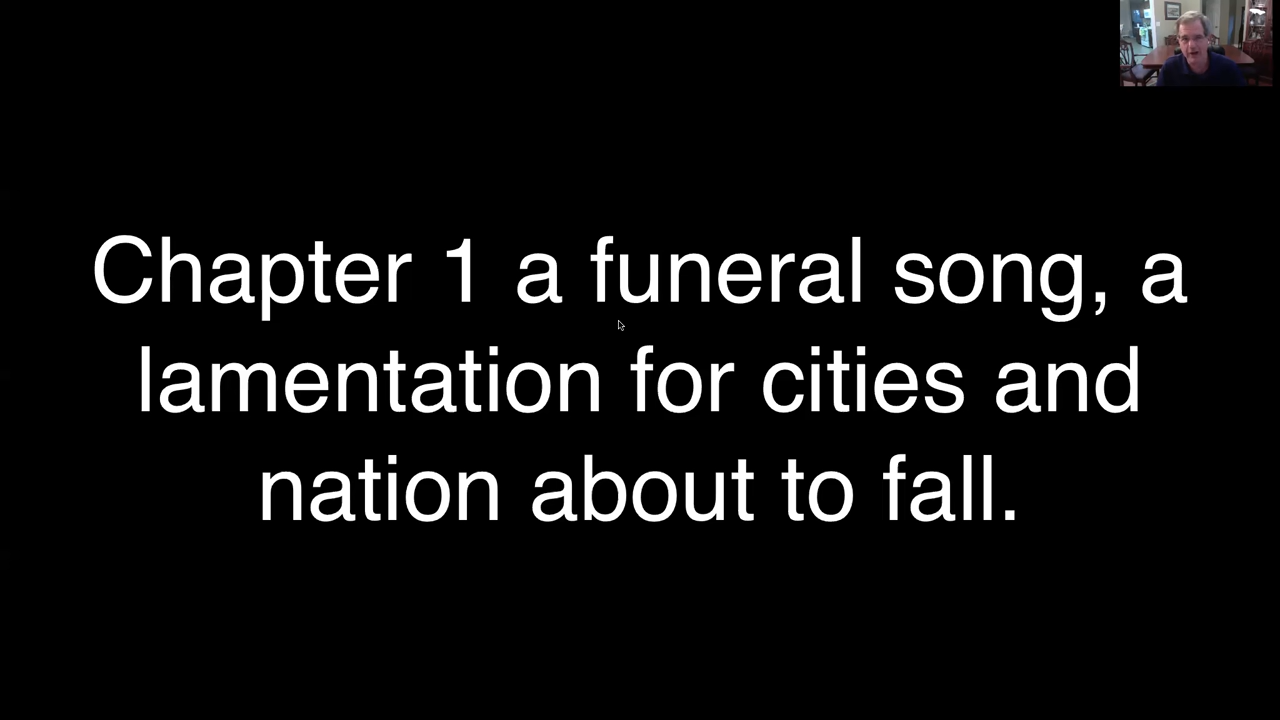 Chapter 1 a funeral song, a
lamentation for cities and
nation about to fall.